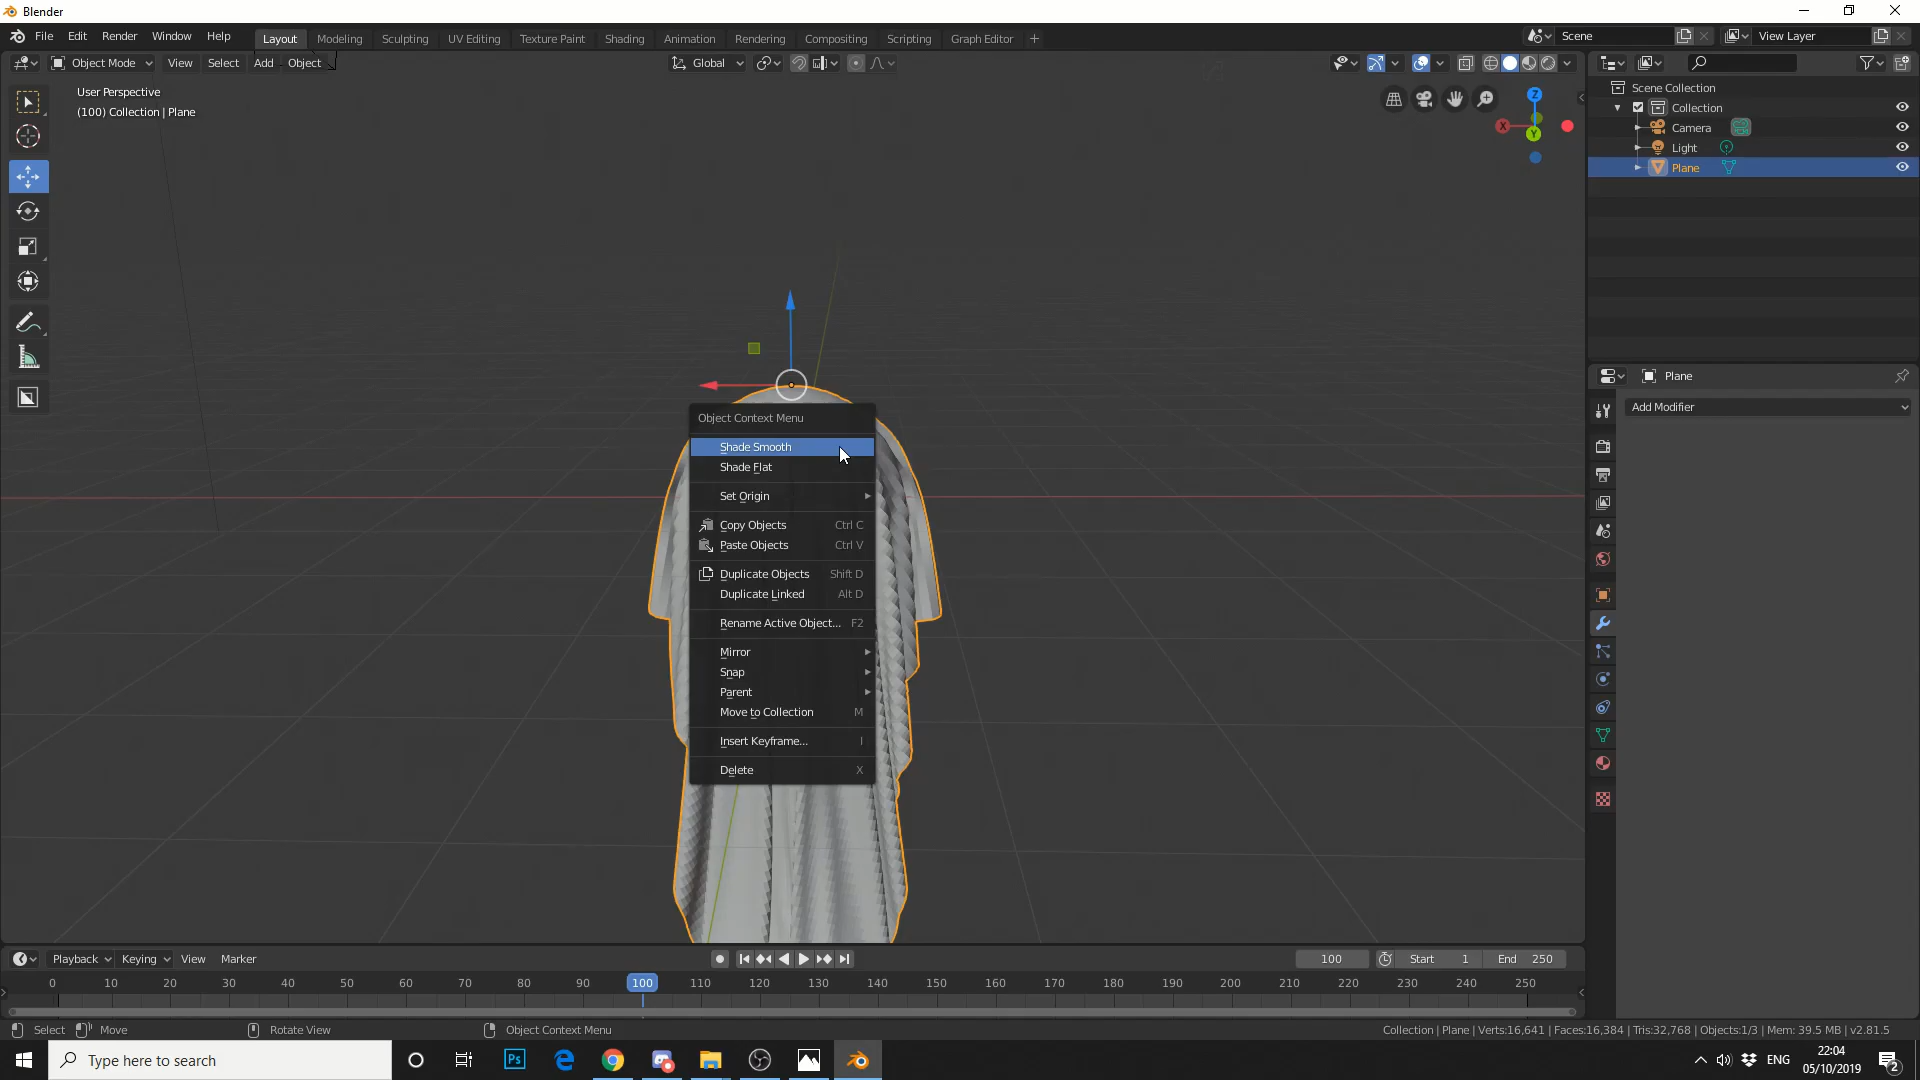 Blender
File Edit Render Window Help
Layout Modeling Sculpting UV Editing Texture Paint Shading Animation Rendering Compositing Scripting Graph Editor +
Scene
View Layer
Object Mode View Select Add Object
Global
User Perspective
(100) Collection | Plane
Z
X
Y
Scene Collection
Collection
Camera
Light
Plane
Plane
Add Modifier
Object Context Menu
Shade Smooth
Shade Flat
Set Origin
Copy Objects Ctrl C
Paste Objects Ctrl V
Duplicate Objects Shift D
Duplicate Linked Alt D
Rename Active Object... F2
Mirror
Snap
Parent
Move to Collection M
Insert Keyframe... I
Delete X
Playback Keying View Marker
100 Start 1 End 250
0 10 20 30 40 50 60 70 80 90 100 110 120 130 140 150 160 170 180 190 200 210 220 230 240 250
Select Move Rotate View Object Context Menu
Collection | Plane | Verts:16,641 | Faces:16,384 | Tris:32,768 | Objects:1/3 | Mem: 39.5 MB | v2.81.5
Type here to search
Ps
ENG
22:04
05/10/2019
2